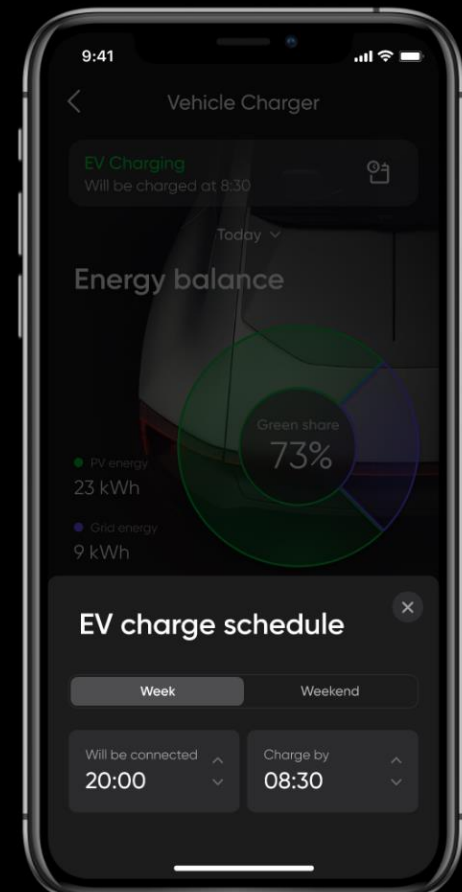 9:41
Vehicle Charger
EV Charging
Will be charged at 8:30
Today
Energy balance
Green share
73%
PV energy
23 kWh
Grid energy
9 kWh
EV charge schedule
Week
Weekend
Will be connected
20:00
Charge by
08:30